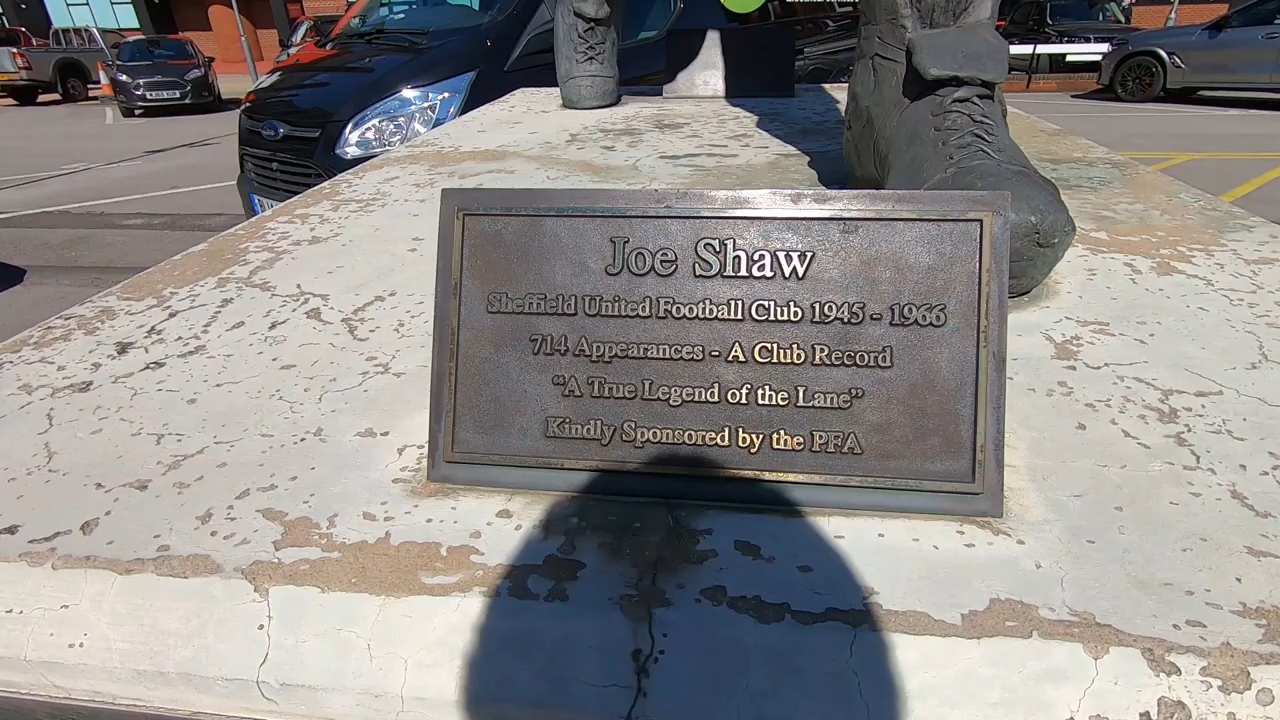 Joe Shaw
Sheffield United Football Club 1945 - 1966
714 Appearances - A Club Record
“A True Legend of the Lane”
Kindly Sponsored by the PFA
Ford